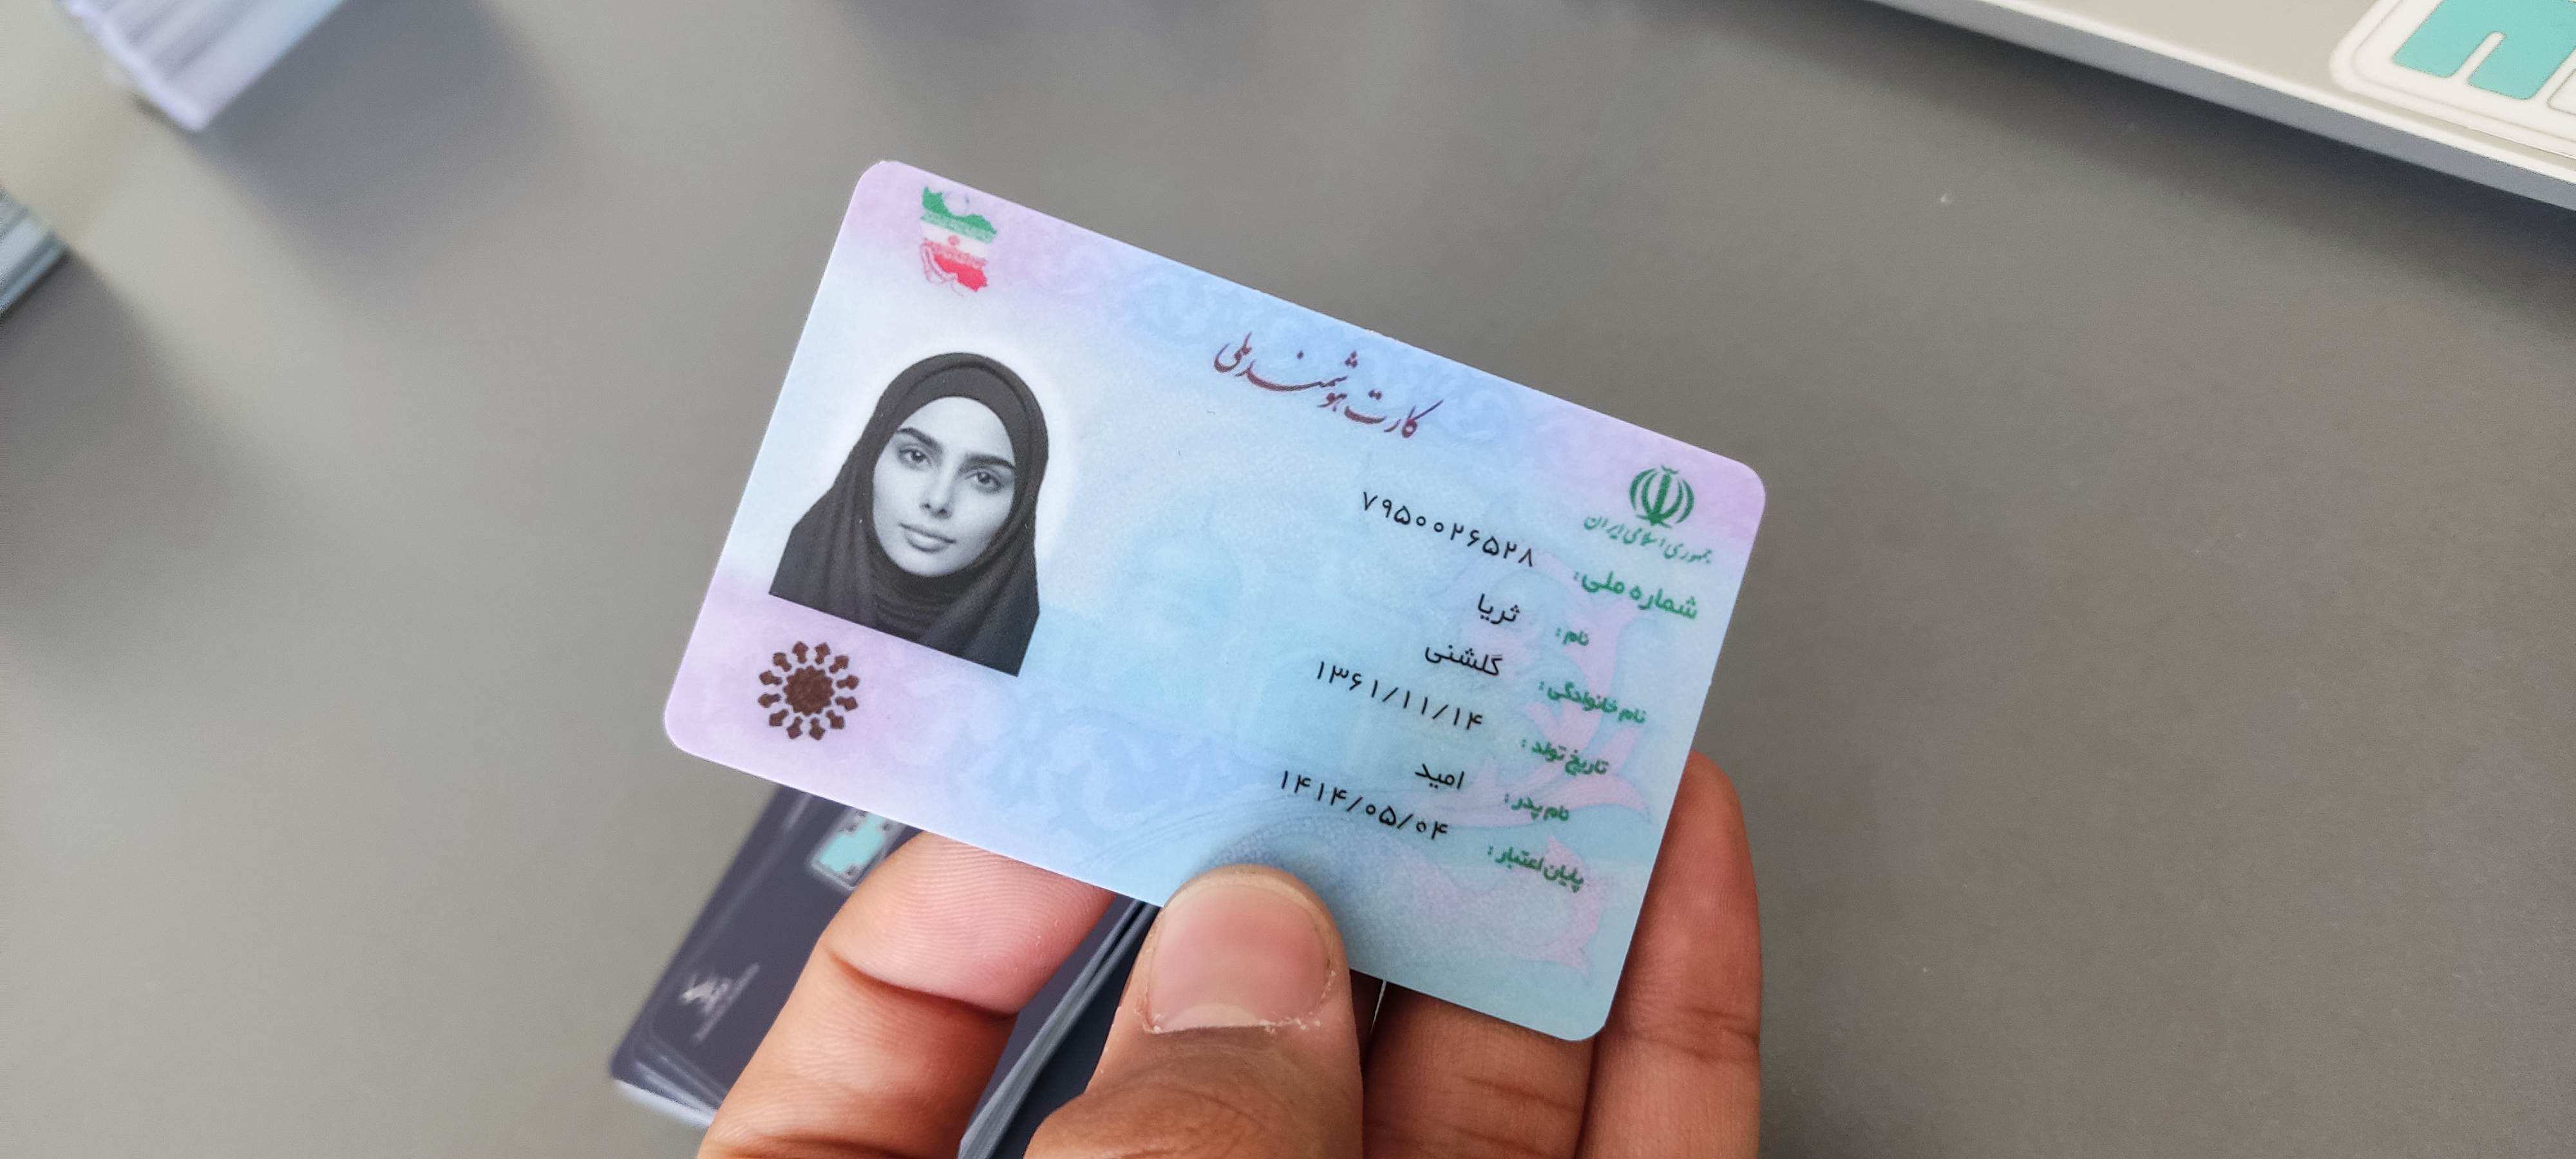 کارت هوشمند ملی
جمهوری اسلامی ایران
شماره ملی: ۷۹۵۰۰۲۶۵۲۸
نام: ثریا
نام خانوادگی: گلشنی
تاریخ تولد: ۱۳۶۱/۱۱/۱۴
نام پدر: امید
پایان اعتبار: ۱۴۱۴/۰۵/۰۴